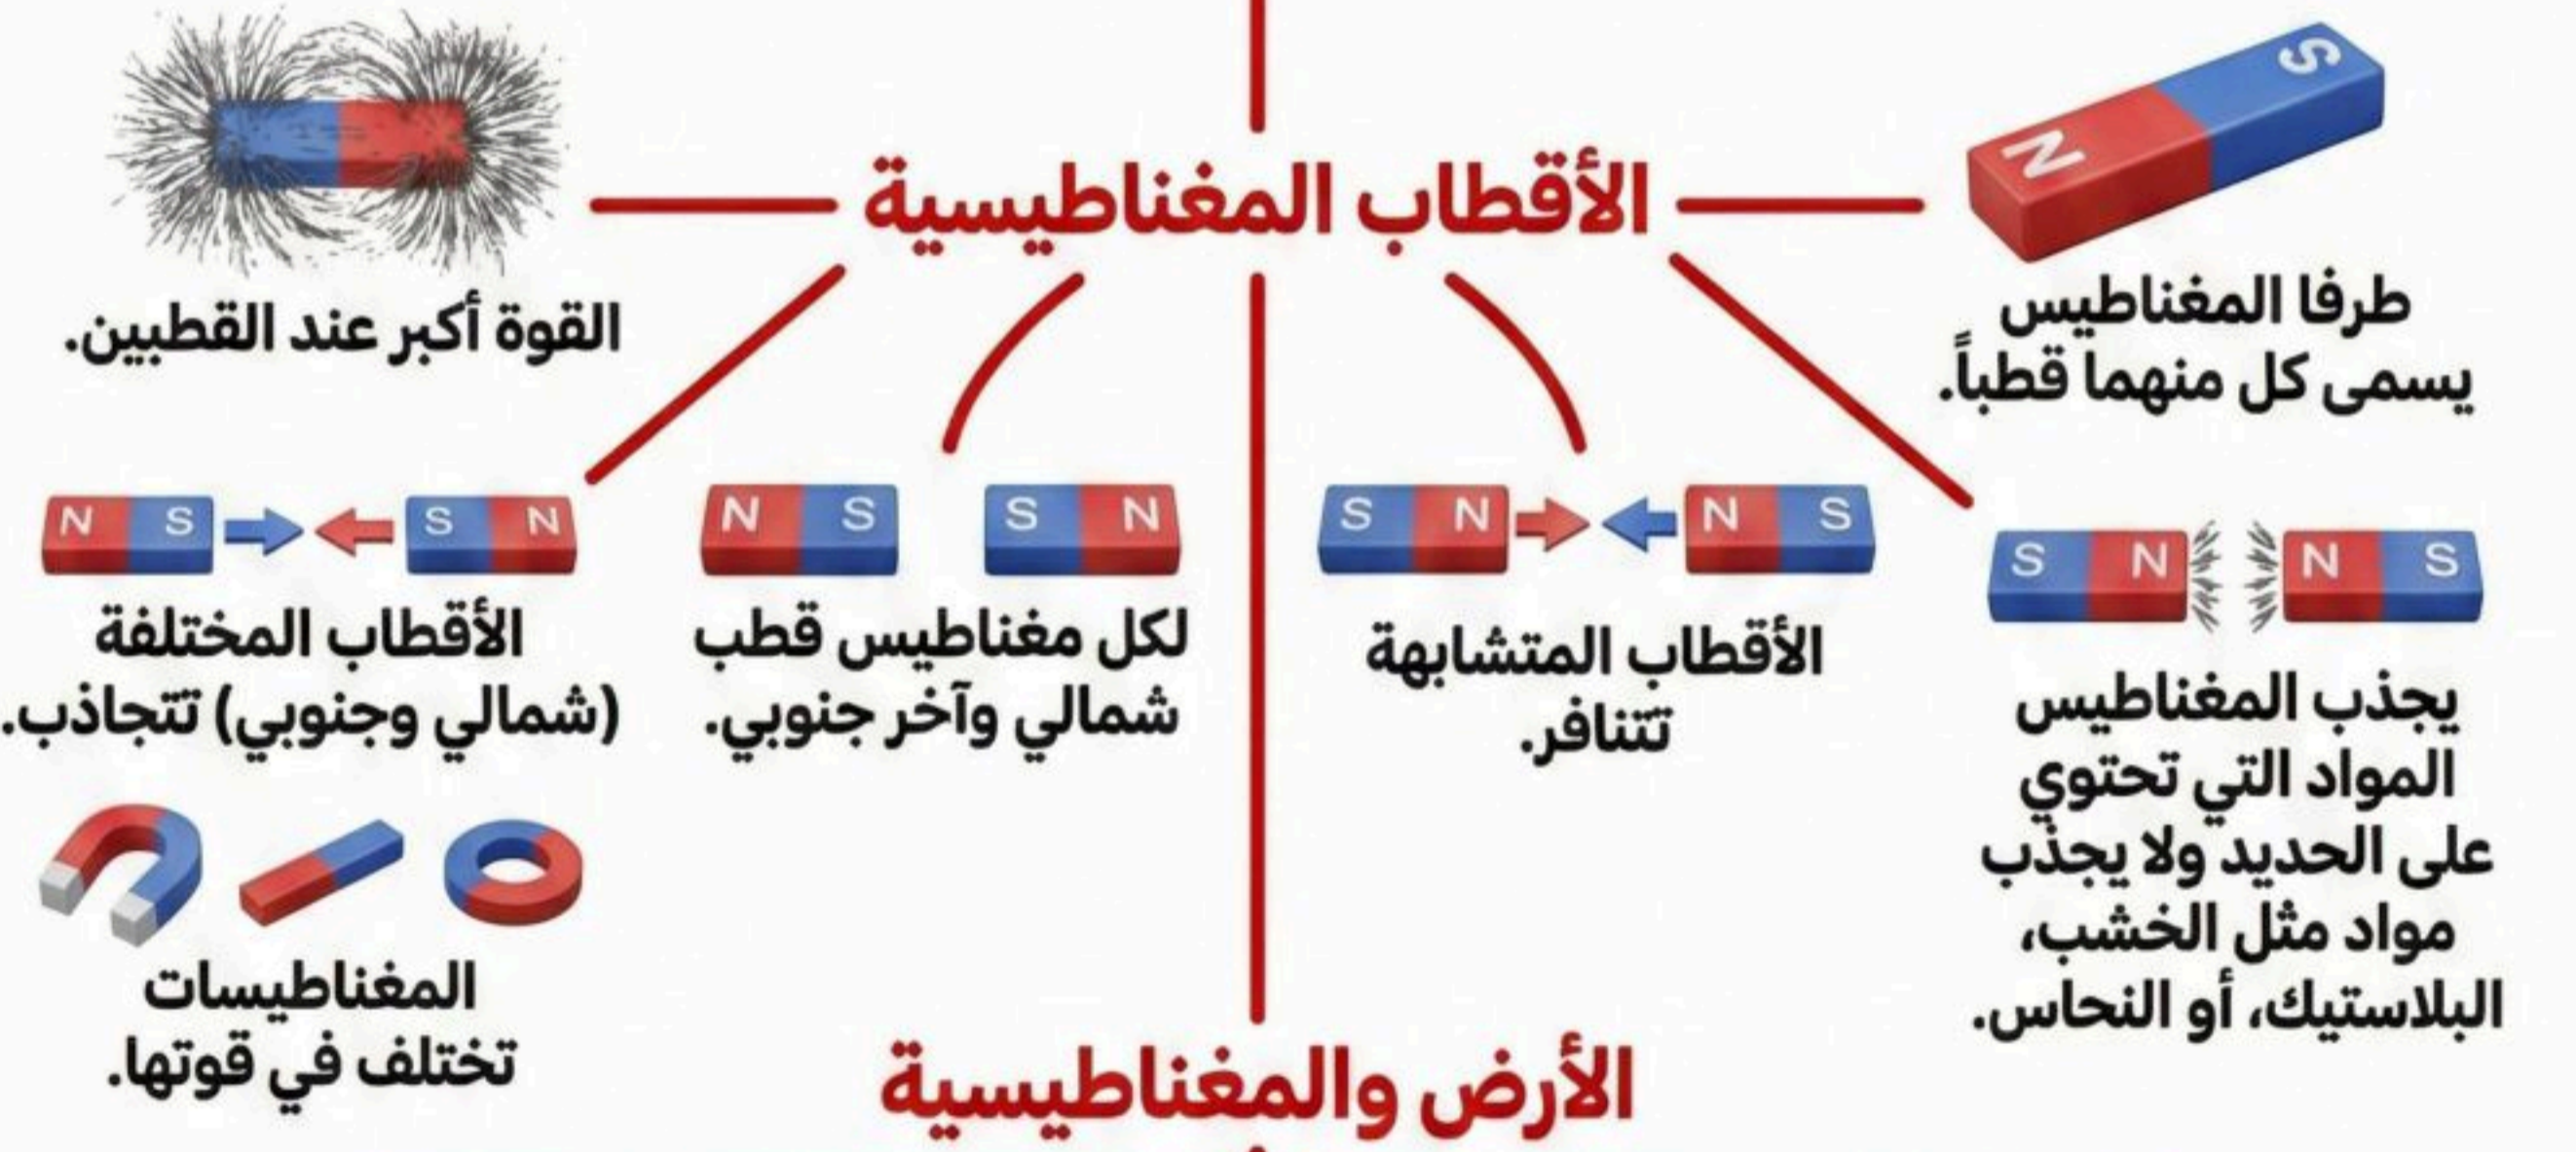 الأقطاب المغناطيسية
S
N
طرفا المغناطيس
يسمى كل منهما قطباً.
القوة أكبر عند القطبين.
S N N S
يجذب المغناطيس
المواد التي تحتوي
على الحديد ولا يجذب
مواد مثل الخشب،
البلاستيك، أو النحاس.
S N N S
الأقطاب المتشابهة
تتنافر.
N S S N
لكل مغناطيس قطب
شمالي وآخر جنوبي.
N S S N
الأقطاب المختلفة
(شمالي وجنوبي) تتجاذب.
المغناطيسات
تختلف في قوتها.
الأرض والمغناطيسية